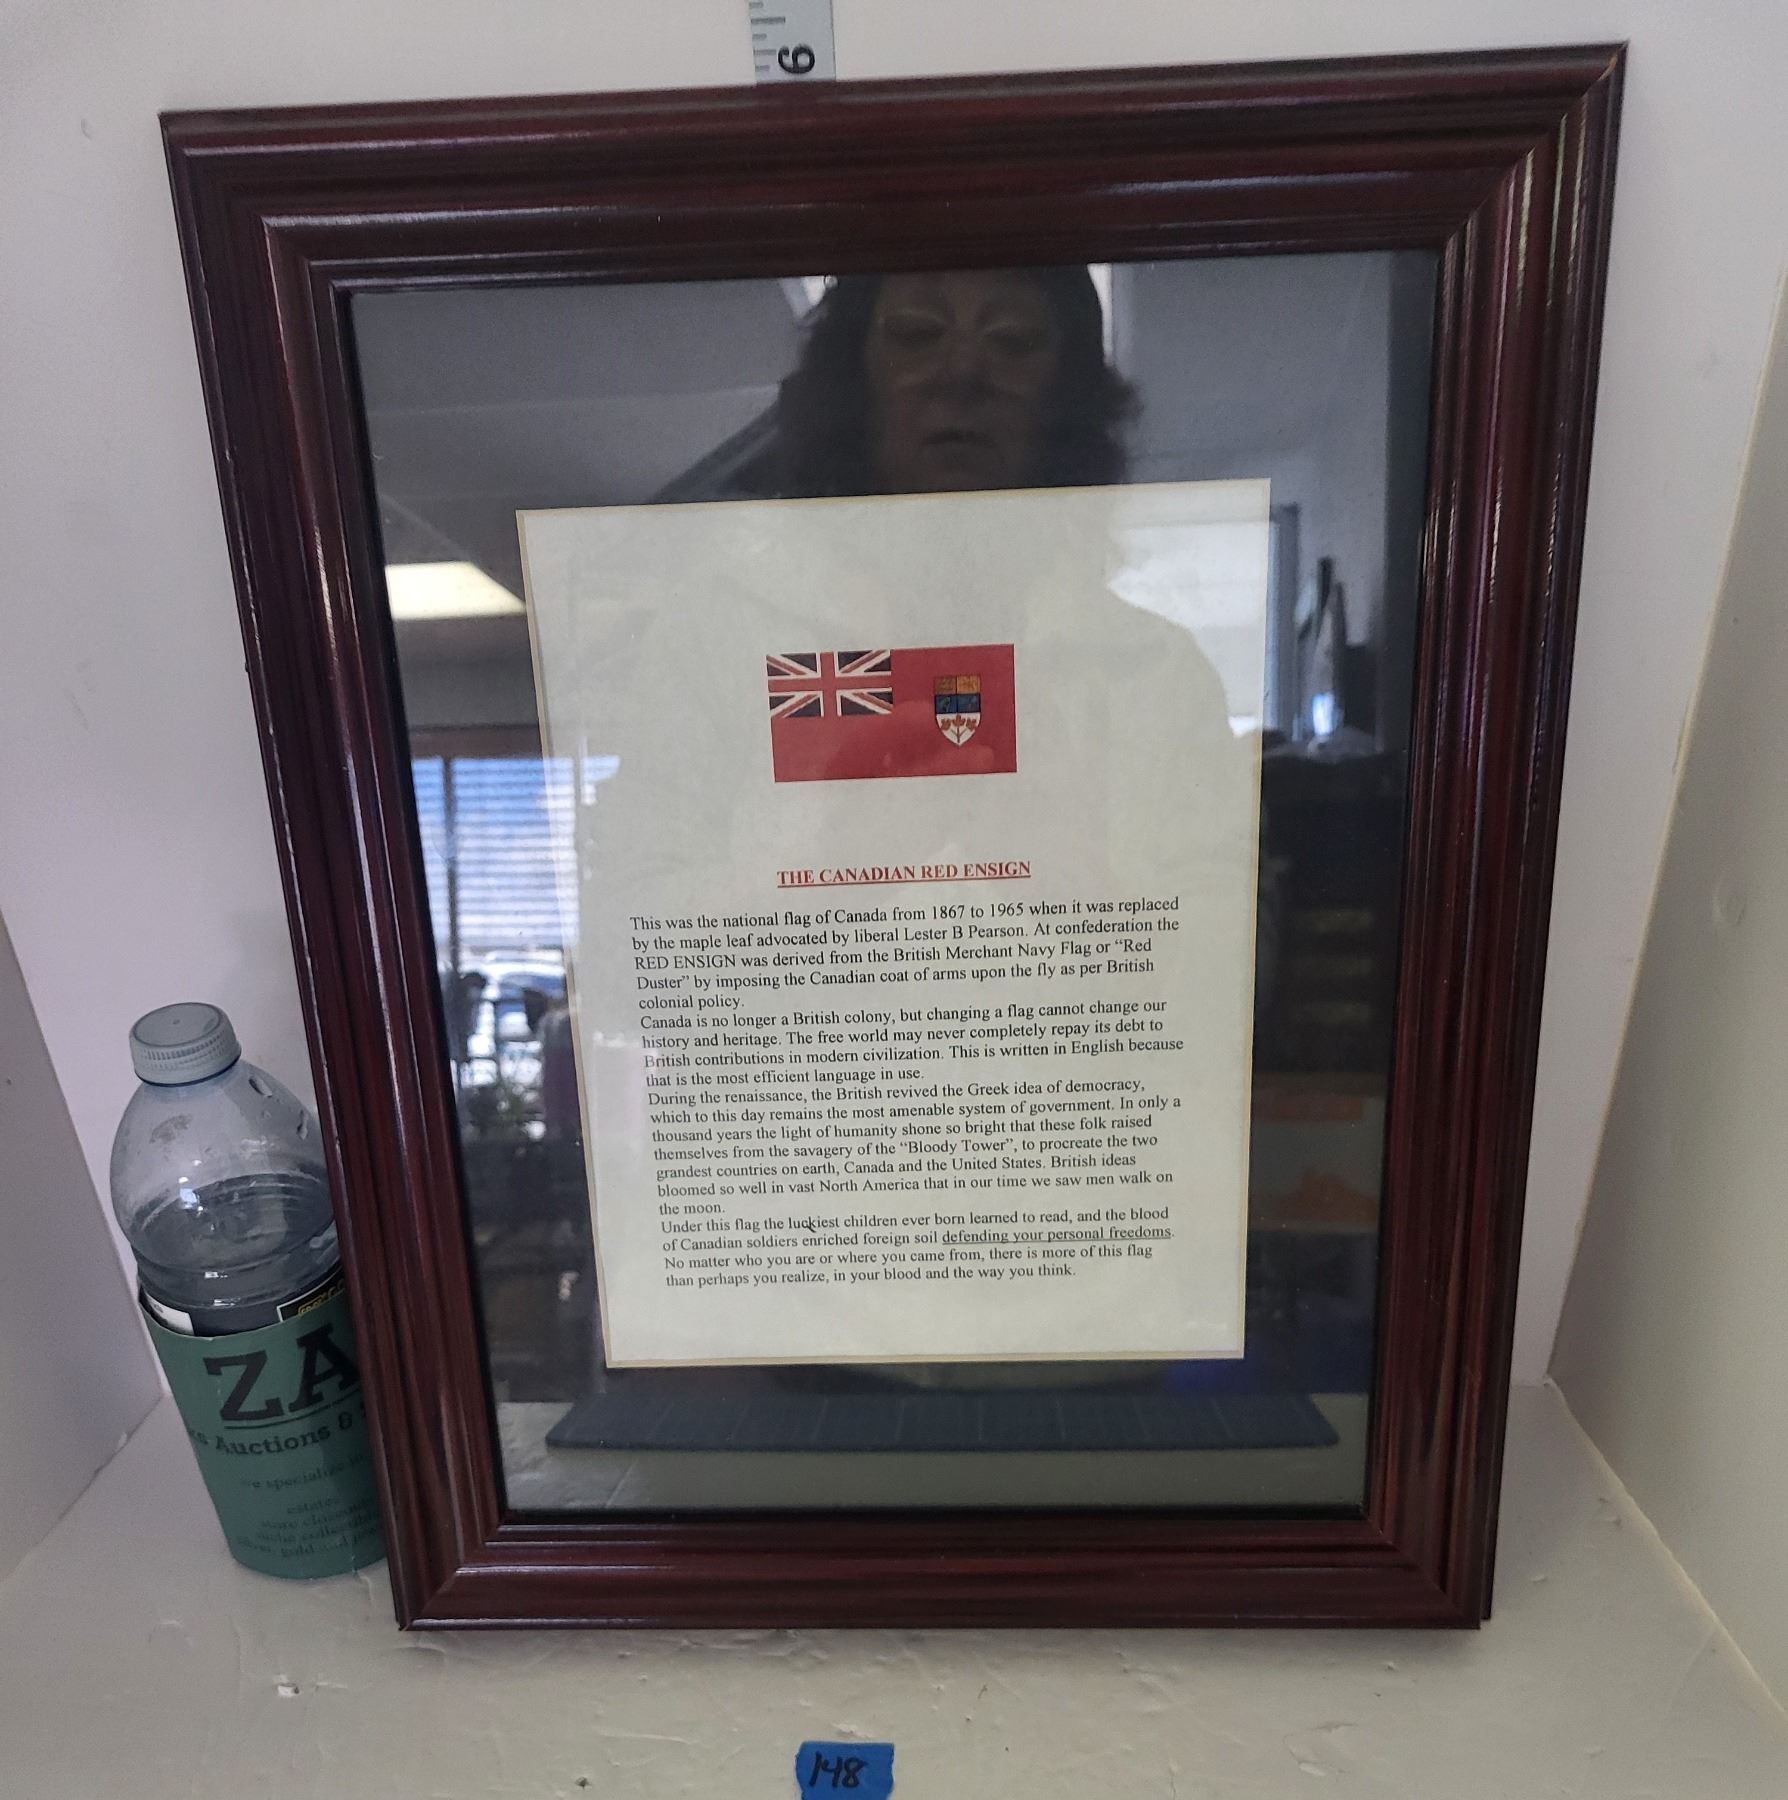 6
THE CANADIAN RED ENSIGN
This was the national flag of Canada from 1867 to 1965 when it was replaced
by the maple leaf advocated by liberal Lester B Pearson. At confederation the
RED ENSIGN was derived from the British Merchant Navy Flag or “Red
Duster” by imposing the Canadian coat of arms upon the fly as per British
colonial policy.
Canada is no longer a British colony, but changing a flag cannot change our
history and heritage. The free world may never completely repay its debt to
British contributions in modern civilization. This is written in English because
that is the most efficient language in use.
During the renaissance, the British revived the Greek idea of democracy,
which to this day remains the most amenable system of government. In only a
thousand years the light of humanity shone so bright that these folk raised
themselves from the savagery of the “Bloody Tower”, to procreate the two
grandest countries on earth, Canada and the United States. British ideas
bloomed so well in vast North America that in our time we saw men walk on
the moon.
Under this flag the luckiest children ever born learned to read, and the blood
of Canadian soldiers enriched foreign soil defending your personal freedoms.
No matter who you are or where you came from, there is more of this flag
than perhaps you realize, in your blood and the way you think.
ZA
Auctions &
we specialize in
estates
silver, gold and
148